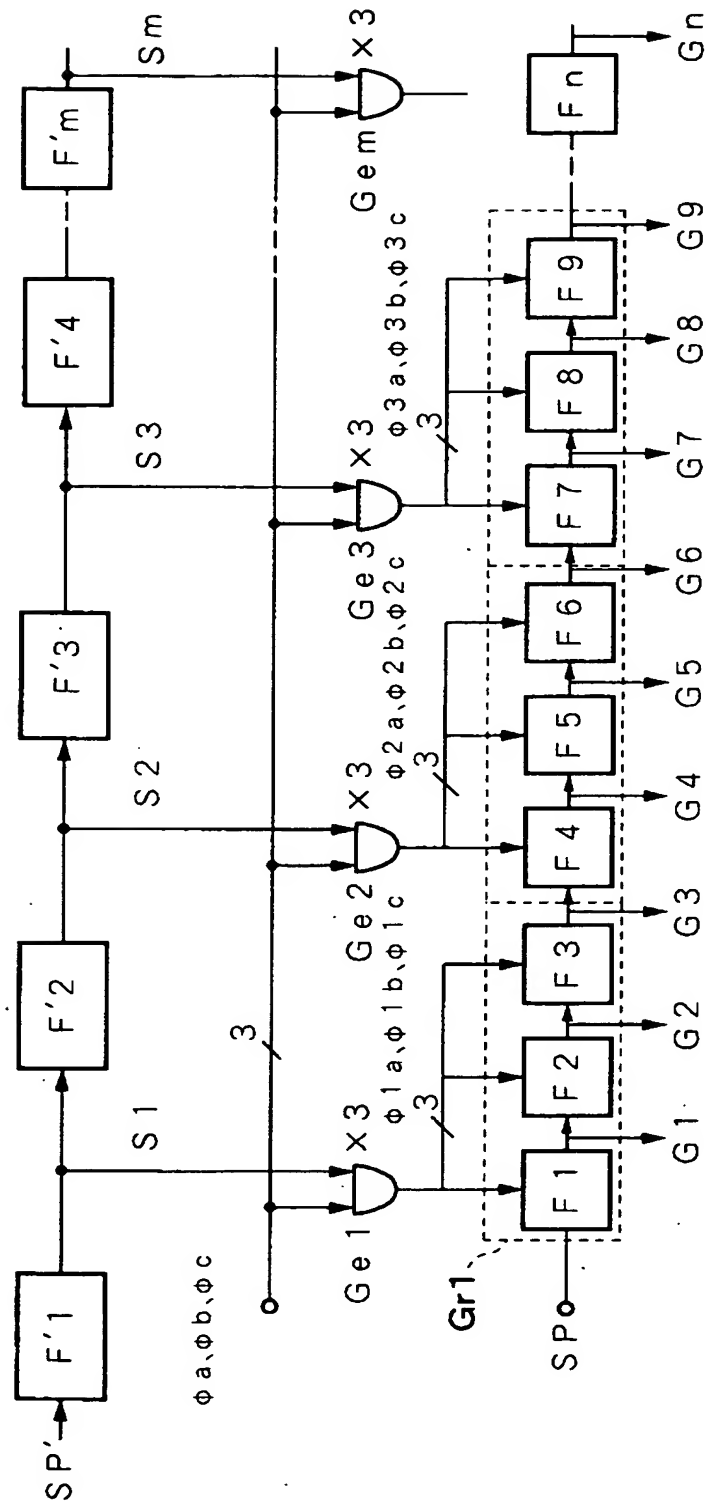 SP' F'1 F'2 F'3 F'4 F'm
S1 S2 S3 Sm
φa、φb、φc 3
Ge1 ×3 Ge2 ×3 Ge3 ×3 Gem ×3
φ1a、φ1b、φ1c φ2a、φ2b、φ2c φ3a、φ3b、φ3c
3 3 3
Gr1
SP F1 F2 F3 F4 F5 F6 F7 F8 F9 Fn
G1 G2 G3 G4 G5 G6 G7 G8 G9 Gn